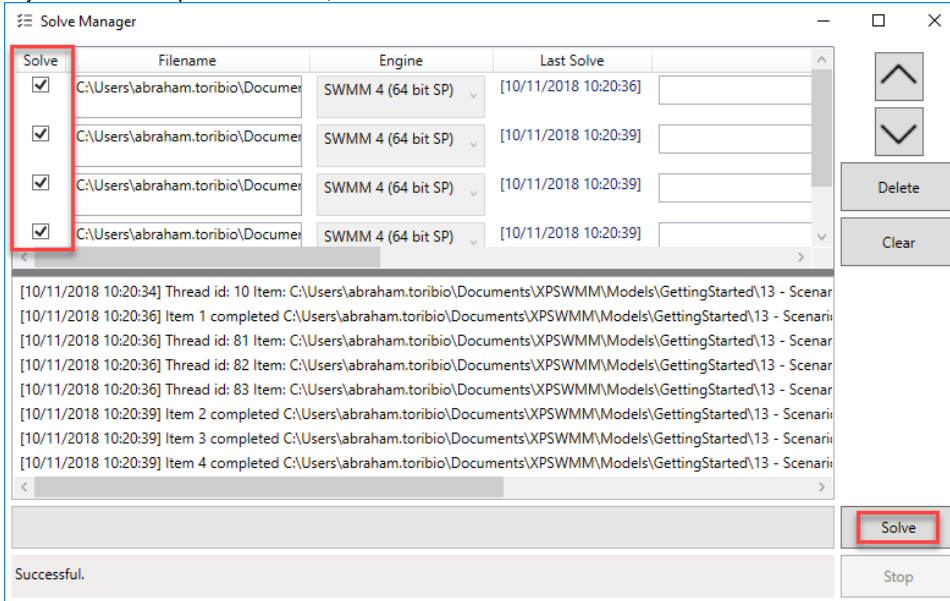 Solve Manager
Solve Filename Engine Last Solve
C:\Users\abraham.toribio\Documer SWMM 4 (64 bit SP) [10/11/2018 10:20:36]
C:\Users\abraham.toribio\Documer SWMM 4 (64 bit SP) [10/11/2018 10:20:39]
C:\Users\abraham.toribio\Documer SWMM 4 (64 bit SP) [10/11/2018 10:20:39]
Delete
C:\Users\abraham.toribio\Documer SWMM 4 (64 bit SP) [10/11/2018 10:20:39]
Clear
[10/11/2018 10:20:34] Thread id: 10 Item: C:\Users\abraham.toribio\Documents\XPSWMM\Models\GettingStarted\13 - Scenar
[10/11/2018 10:20:36] Item 1 completed C:\Users\abraham.toribio\Documents\XPSWMM\Models\GettingStarted\13 - Scenari
[10/11/2018 10:20:36] Thread id: 81 Item: C:\Users\abraham.toribio\Documents\XPSWMM\Models\GettingStarted\13 - Scenar
[10/11/2018 10:20:36] Thread id: 82 Item: C:\Users\abraham.toribio\Documents\XPSWMM\Models\GettingStarted\13 - Scenar
[10/11/2018 10:20:36] Thread id: 83 Item: C:\Users\abraham.toribio\Documents\XPSWMM\Models\GettingStarted\13 - Scenar
[10/11/2018 10:20:39] Item 2 completed C:\Users\abraham.toribio\Documents\XPSWMM\Models\GettingStarted\13 - Scenari
[10/11/2018 10:20:39] Item 3 completed C:\Users\abraham.toribio\Documents\XPSWMM\Models\GettingStarted\13 - Scenari
[10/11/2018 10:20:39] Item 4 completed C:\Users\abraham.toribio\Documents\XPSWMM\Models\GettingStarted\13 - Scenari
Solve
Successful.
Stop